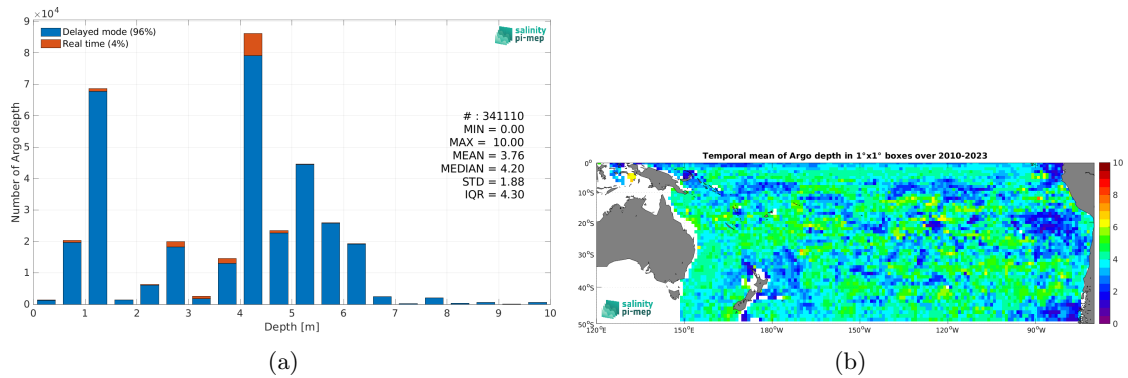 ×10⁴
9
8
7
6
5
4
3
2
1
0
Number of Argo depth
Delayed mode (96%)
Real time (4%)
salinity
pi-mep
# : 341110
MIN = 0.00
MAX = 10.00
MEAN = 3.76
MEDIAN = 4.20
STD = 1.88
IQR = 4.30
0 1 2 3 4 5 6 7 8 9 10
Depth [m]
(a)
Temporal mean of Argo depth in 1°x1° boxes over 2010-2023
0°
10°S
20°S
30°S
40°S
50°S
120°E 150°E 180°W 150°W 120°W 90°W
salinity
pi-mep
10
8
6
4
2
0
(b)